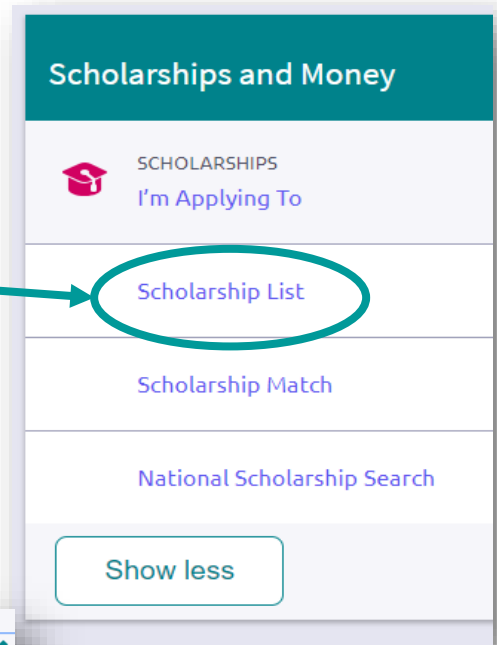 Scholarships and Money
SCHOLARSHIPS
I'm Applying To
Scholarship List
Scholarship Match
National Scholarship Search
Show less